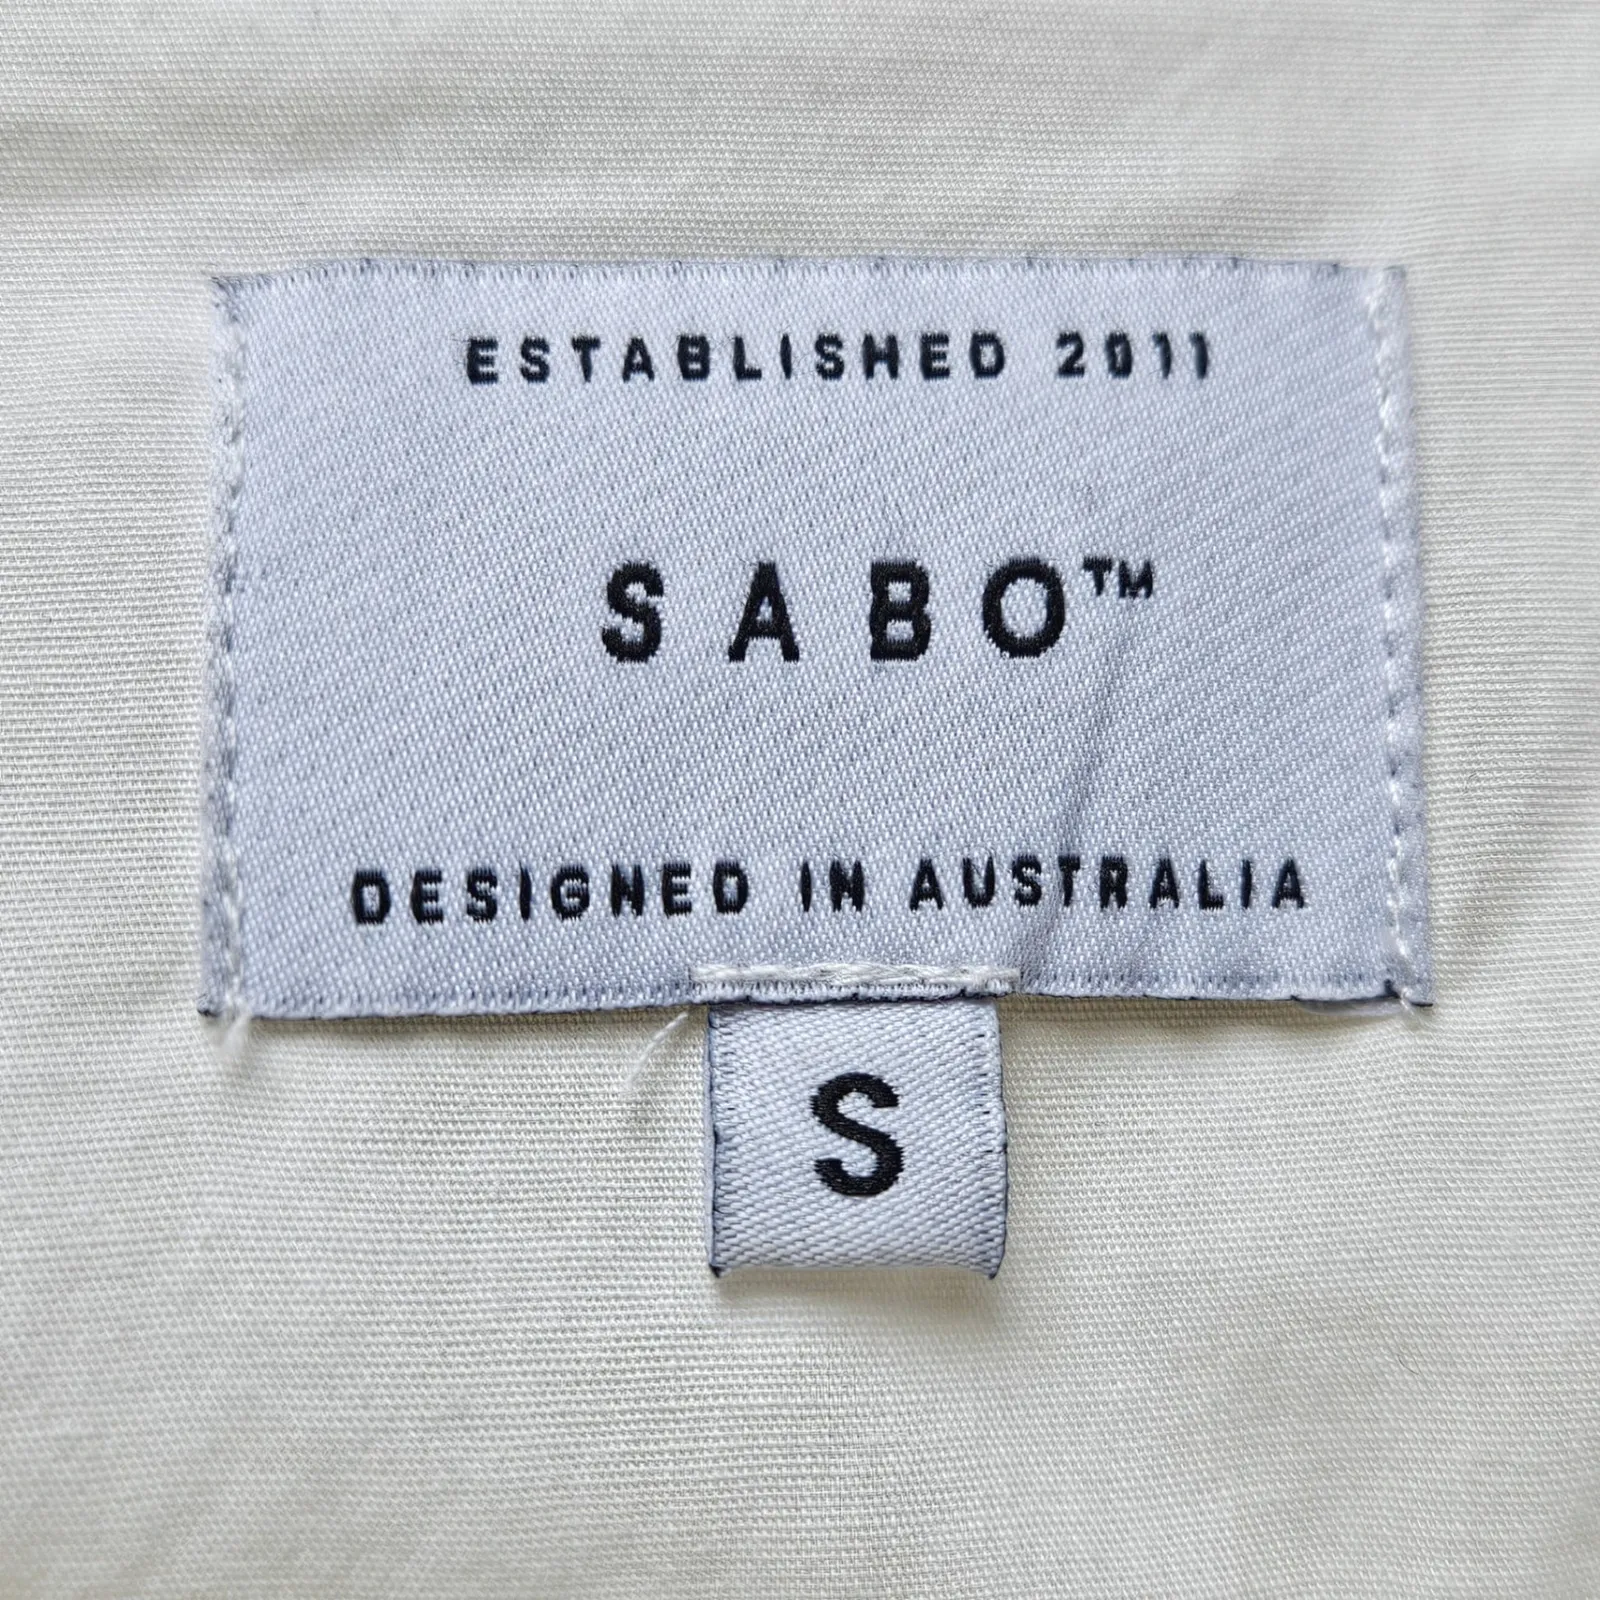 ESTABLISHED 2011
SABO™
DESIGNED IN AUSTRALIA
S